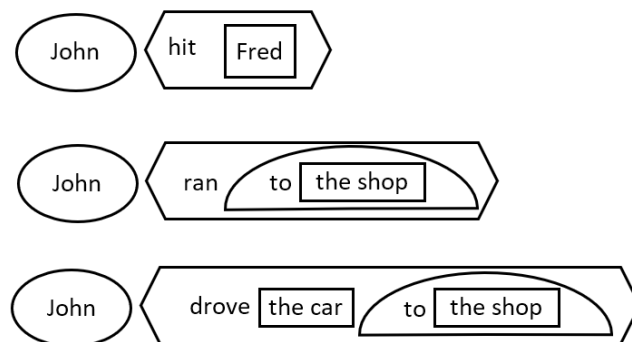 John hit Fred
John ran to the shop
John drove the car to the shop